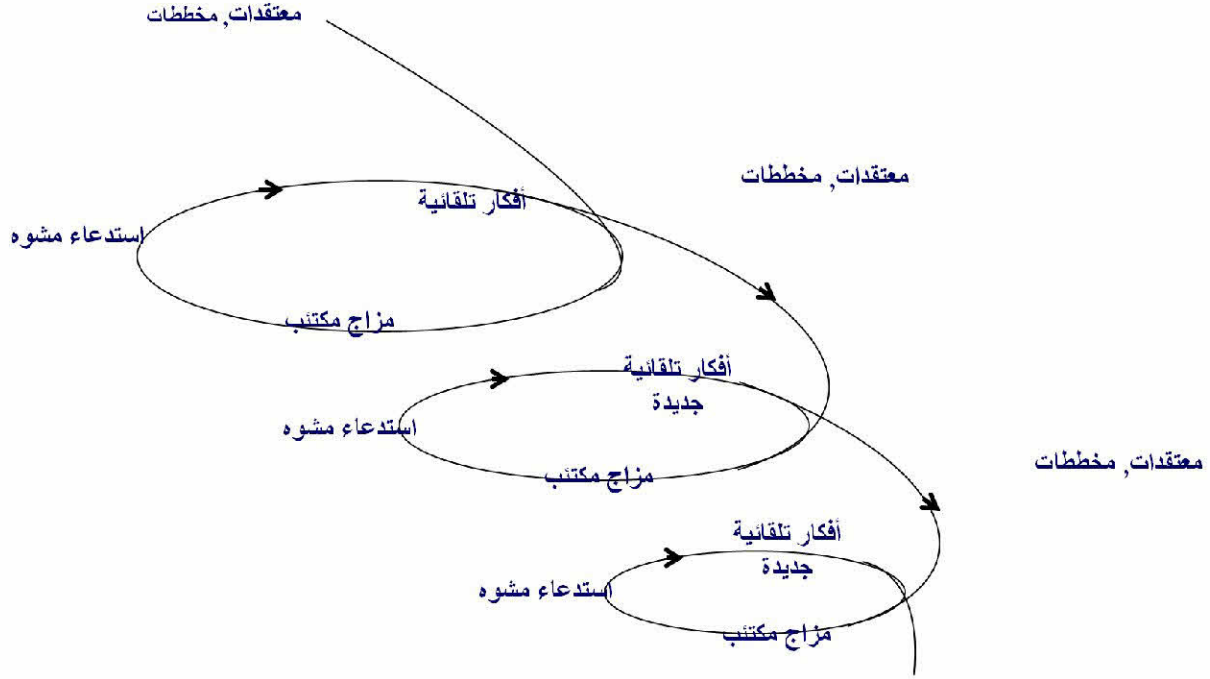 معتقدات, مخططات
معتقدات, مخططات
أفكار تلقائية
استدعاء مشوه
مزاج مكتئب
أفكار تلقائية
جديدة
استدعاء مشوه
مزاج مكتئب
معتقدات, مخططات
أفكار تلقائية
جديدة
استدعاء مشوه
مزاج مكتئب